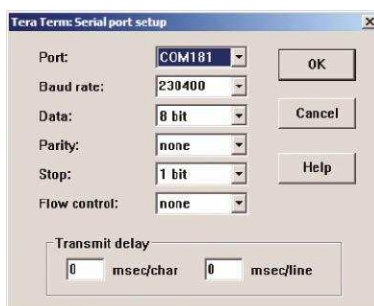 Tera Term: Serial port setup
Port: COM181
OK
Baud rate: 230400
Data: 8 bit
Cancel
Parity: none
Stop: 1 bit
Help
Flow control: none
Transmit delay
0 msec/char 0 msec/line